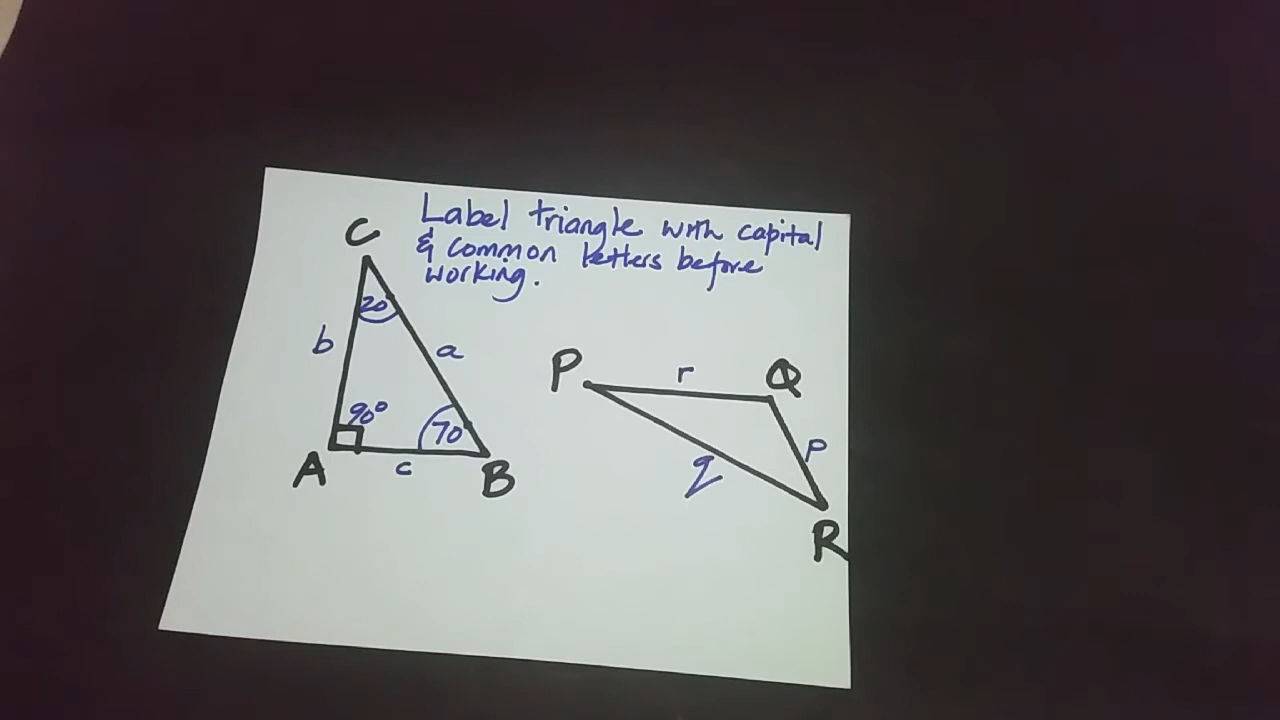 Label triangle with capital
& common letters before
working.
C
20
b
a
90°
70
A
c
B
P
r
Q
p
q
R